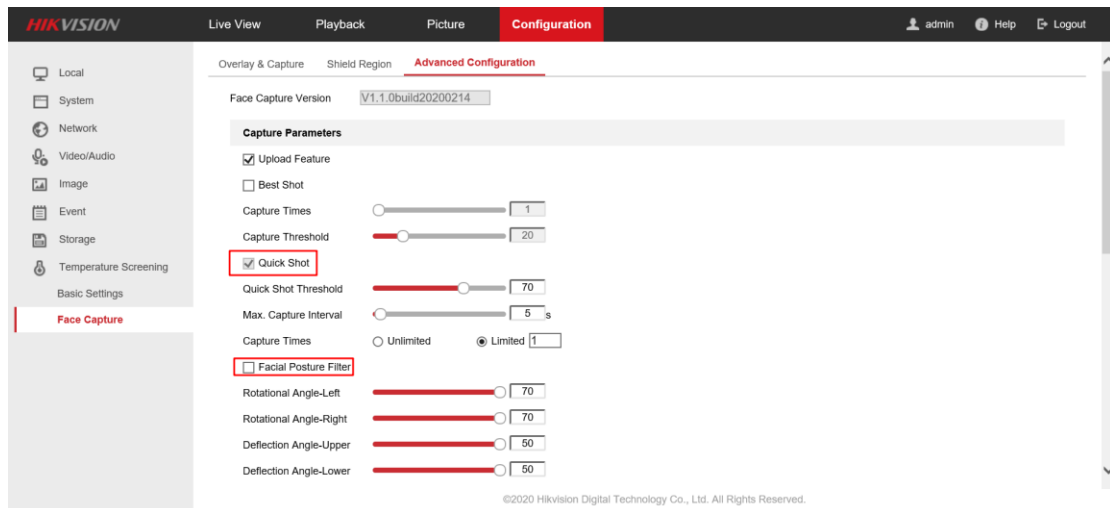 HIKVISION Live View Playback Picture Configuration admin Help Logout
Local
System
Network
Video/Audio
Image
Event
Storage
Temperature Screening
Basic Settings
Face Capture
Overlay & Capture Shield Region Advanced Configuration
Face Capture Version V1.1.0build20200214
Capture Parameters
Upload Feature
Best Shot
Capture Times 1
Capture Threshold 20
Quick Shot
Quick Shot Threshold 70
Max. Capture Interval 5 s
Capture Times Unlimited Limited 1
Facial Posture Filter
Rotational Angle-Left 70
Rotational Angle-Right 70
Deflection Angle-Upper 50
Deflection Angle-Lower 50
©2020 Hikvision Digital Technology Co., Ltd. All Rights Reserved.